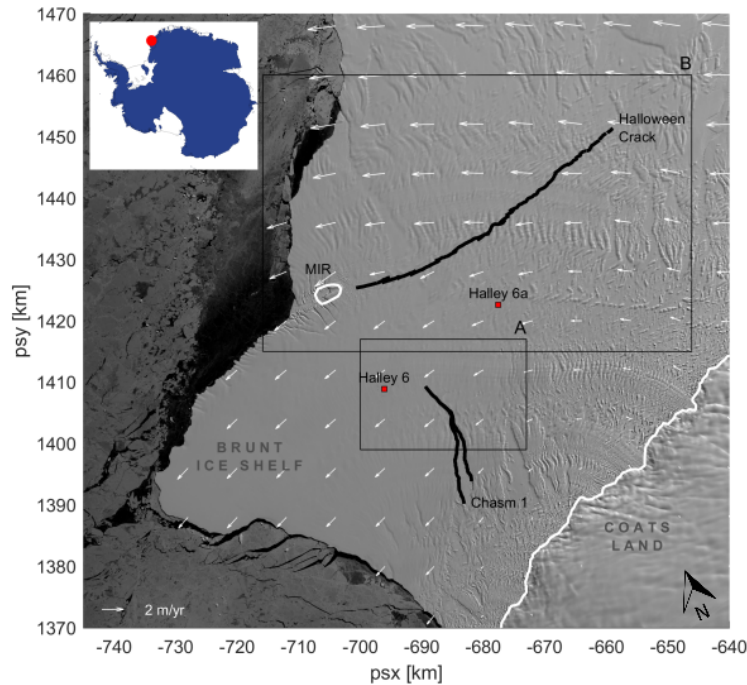 1470
1460
1450
1440
1430
1420
1410
1400
1390
1380
1370
psy [km]
B
Halloween
Crack
MIR
Halley 6a
A
Halley 6
BRUNT
ICE SHELF
Chasm 1
COATS
LAND
2 m/yr
N
-740
-730
-720
-710
-700
-690
-680
-670
-660
-650
-640
psx [km]